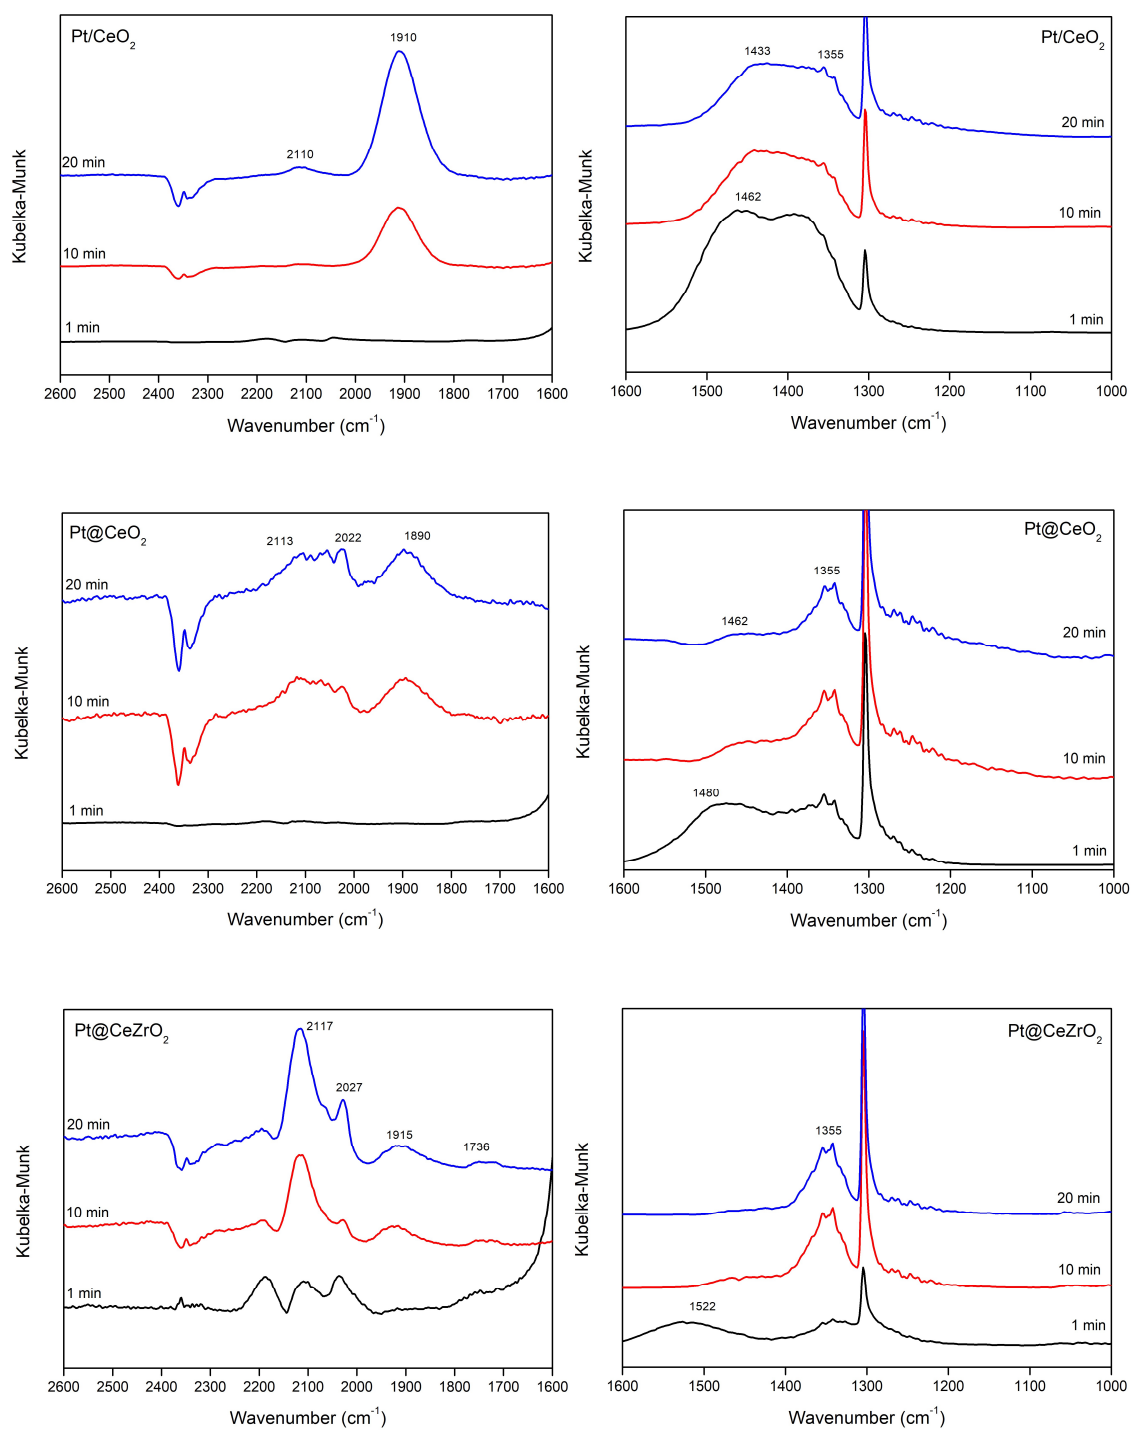 Pt/CeO2
1910
2110
20 min
10 min
1 min
Kubelka-Munk
2600 2500 2400 2300 2200 2100 2000 1900 1800 1700 1600
Wavenumber (cm-1)
Pt/CeO2
1433
1355
20 min
10 min
1462
1 min
Kubelka-Munk
1600 1500 1400 1300 1200 1100 1000
Wavenumber (cm-1)
Pt@CeO2
2113
2022
1890
20 min
10 min
1 min
Kubelka-Munk
2600 2500 2400 2300 2200 2100 2000 1900 1800 1700 1600
Wavenumber (cm-1)
Pt@CeO2
1355
1462
20 min
10 min
1480
1 min
Kubelka-Munk
1600 1500 1400 1300 1200 1100 1000
Wavenumber (cm-1)
Pt@CeZrO2
2117
2027
20 min
1915
1736
10 min
1 min
Kubelka-Munk
2600 2500 2400 2300 2200 2100 2000 1900 1800 1700 1600
Wavenumber (cm-1)
Pt@CeZrO2
1355
20 min
10 min
1522
1 min
Kubelka-Munk
1600 1500 1400 1300 1200 1100 1000
Wavenumber (cm-1)